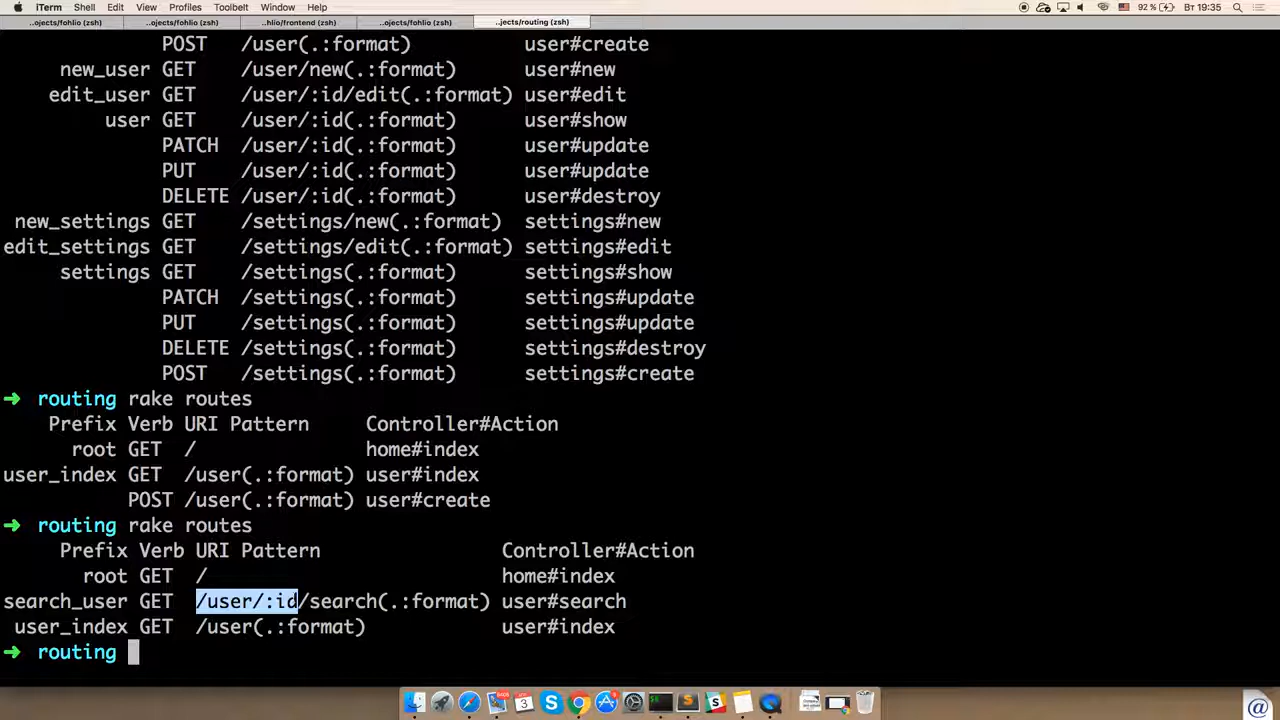 iTerm Shell Edit View Profiles Toolbelt Window Help 92 % Вт 19:35
..ojects/fohlio (zsh) ..ojects/fohlio (zsh) ..hlio/frontend (zsh) ..ojects/fohlio (zsh) ..jects/routing (zsh)
POST /user(.:format) user#create
new_user GET /user/new(.:format) user#new
edit_user GET /user/:id/edit(.:format) user#edit
user GET /user/:id(.:format) user#show
PATCH /user/:id(.:format) user#update
PUT /user/:id(.:format) user#update
DELETE /user/:id(.:format) user#destroy
new_settings GET /settings/new(.:format) settings#new
edit_settings GET /settings/edit(.:format) settings#edit
settings GET /settings(.:format) settings#show
PATCH /settings(.:format) settings#update
PUT /settings(.:format) settings#update
DELETE /settings(.:format) settings#destroy
POST /settings(.:format) settings#create
➜ routing rake routes
Prefix Verb URI Pattern Controller#Action
root GET / home#index
user_index GET /user(.:format) user#index
POST /user(.:format) user#create
➜ routing rake routes
Prefix Verb URI Pattern Controller#Action
root GET / home#index
search_user GET /user/:id/search(.:format) user#search
user_index GET /user(.:format) user#index
➜ routing